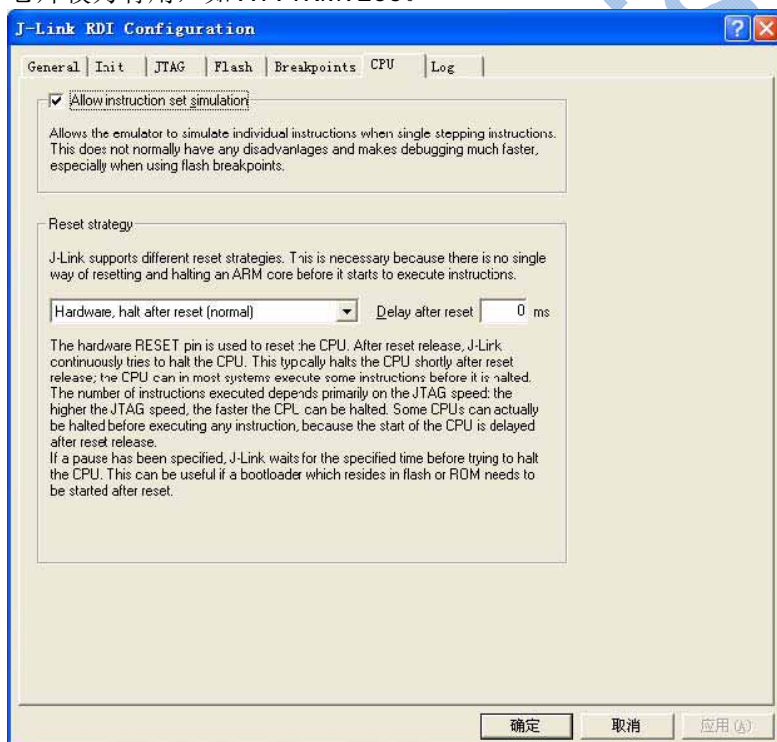 J-Link RDI Configuration
General Init JTAG Flash Breakpoints CPU Log
Allow instruction set simulation
Allows the emulator to simulate individual instructions when single stepping instructions.
This does not normally have any disadvantages and makes debugging much faster,
especially when using flash breakpoints.
Reset strategy
J-Link supports different reset strategies. This is necessary because there is no single
way of resetting and halting an ARM core before it starts to execute instructions.
Hardware, halt after reset (normal) Delay after reset 0 ms
The hardware RESET pin is used to reset the CPU. After reset release, J-Link
continuously tries to halt the CPU. This typically halts the CPU shortly after reset
release; the CPU can in most systems execute some instructions before it is halted.
The number of instructions executed depends primarily on the JTAG speed: the
higher the JTAG speed, the faster the CPU can be halted. Some CPUs can actually
be halted before executing any instruction, because the start of the CPU is delayed
after reset release.
If a pause has been specified, J-Link waits for the specified time before trying to halt
the CPU. This can be useful if a bootloader which resides in flash or ROM needs to
be started after reset.
确定 取消 应用(A)